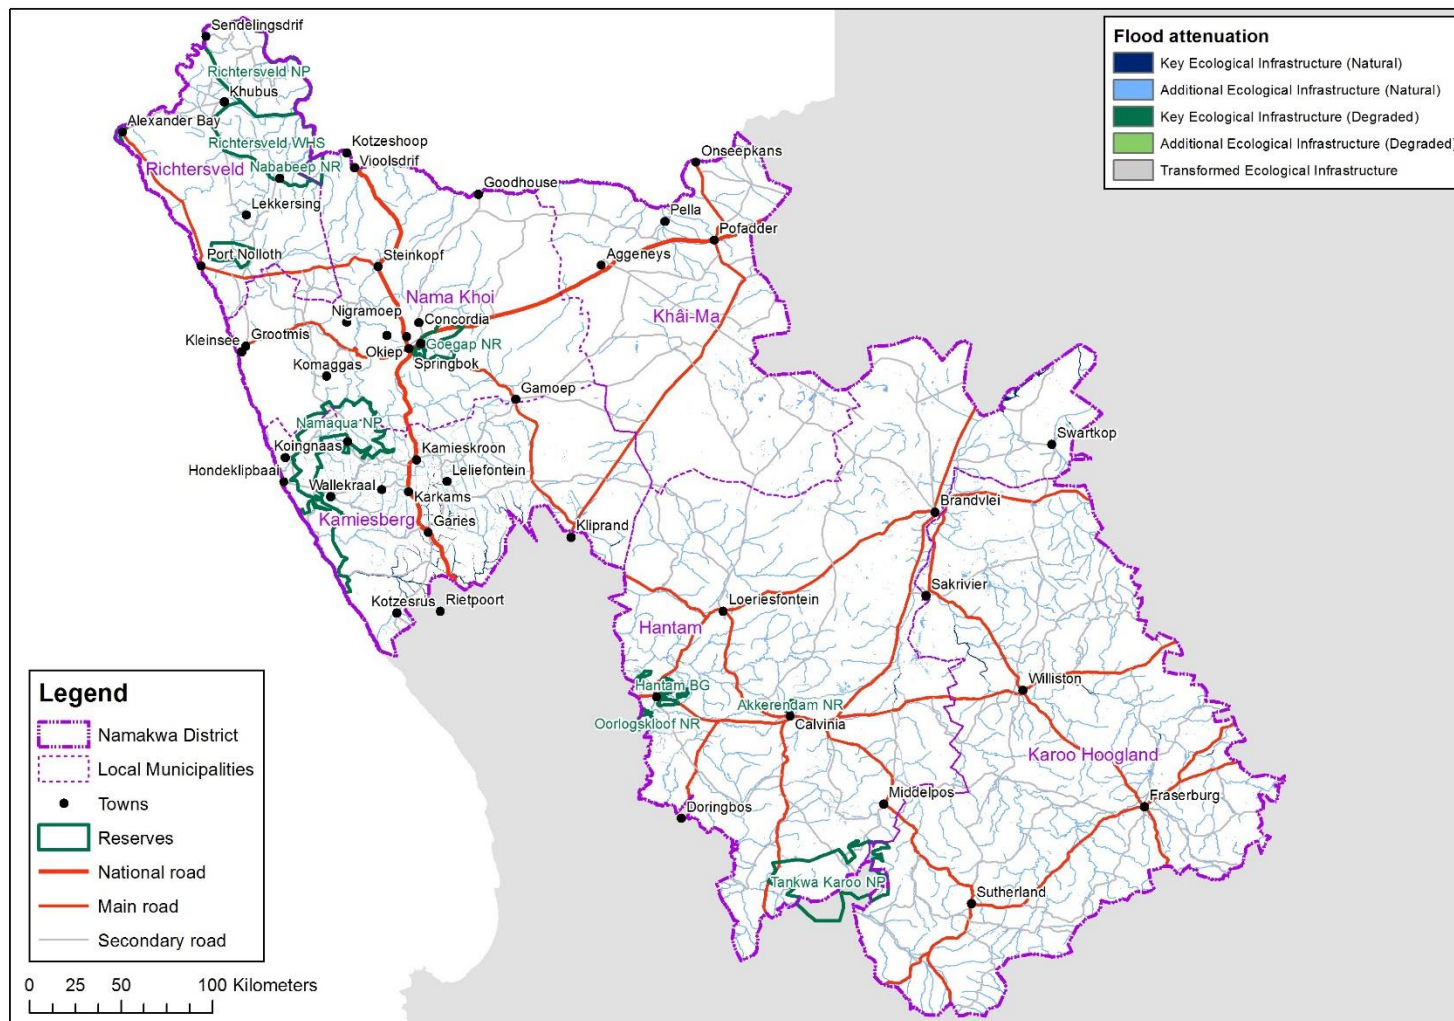 Sendelingsdrif
Richtersveld NP
Khubus
Alexander Bay
Richtersveld WHS
Kotzeshoop
Richtersveld
Nababeep NR
Vioolsdrif
Onseepkans
Goodhouse
Lekkersing
Pella
Pofadder
Port Nolloth
Steinkopf
Aggeneys
Nama Khoi
Nigramoep
Concordia
Khâi-Ma
Kleinsee
Grootmis
Okiep
Goegap NR
Springbok
Komaggas
Gamoep
Namaqua NP
Koingnaas
Kamieskroon
Swartkop
Hondeklipbaai
Wallekraal
Leliefontein
Karkams
Kamiesberg
Garies
Kliprand
Brandvlei
Kotzesrus
Rietpoort
Loeriesfontein
Sakrivier
Hantam
Hantam BG
Williston
Akkerendam NR
Oorlogskloof NR
Calvinia
Karoo Hoogland
Doringbos
Middelpos
Fraserburg
Tankwa Karoo NP
Sutherland
Flood attenuation
Key Ecological Infrastructure (Natural)
Additional Ecological Infrastructure (Natural)
Key Ecological Infrastructure (Degraded)
Additional Ecological Infrastructure (Degraded)
Transformed Ecological Infrastructure
Legend
Namakwa District
Local Municipalities
Towns
Reserves
National road
Main road
Secondary road
0 25 50 100 Kilometers